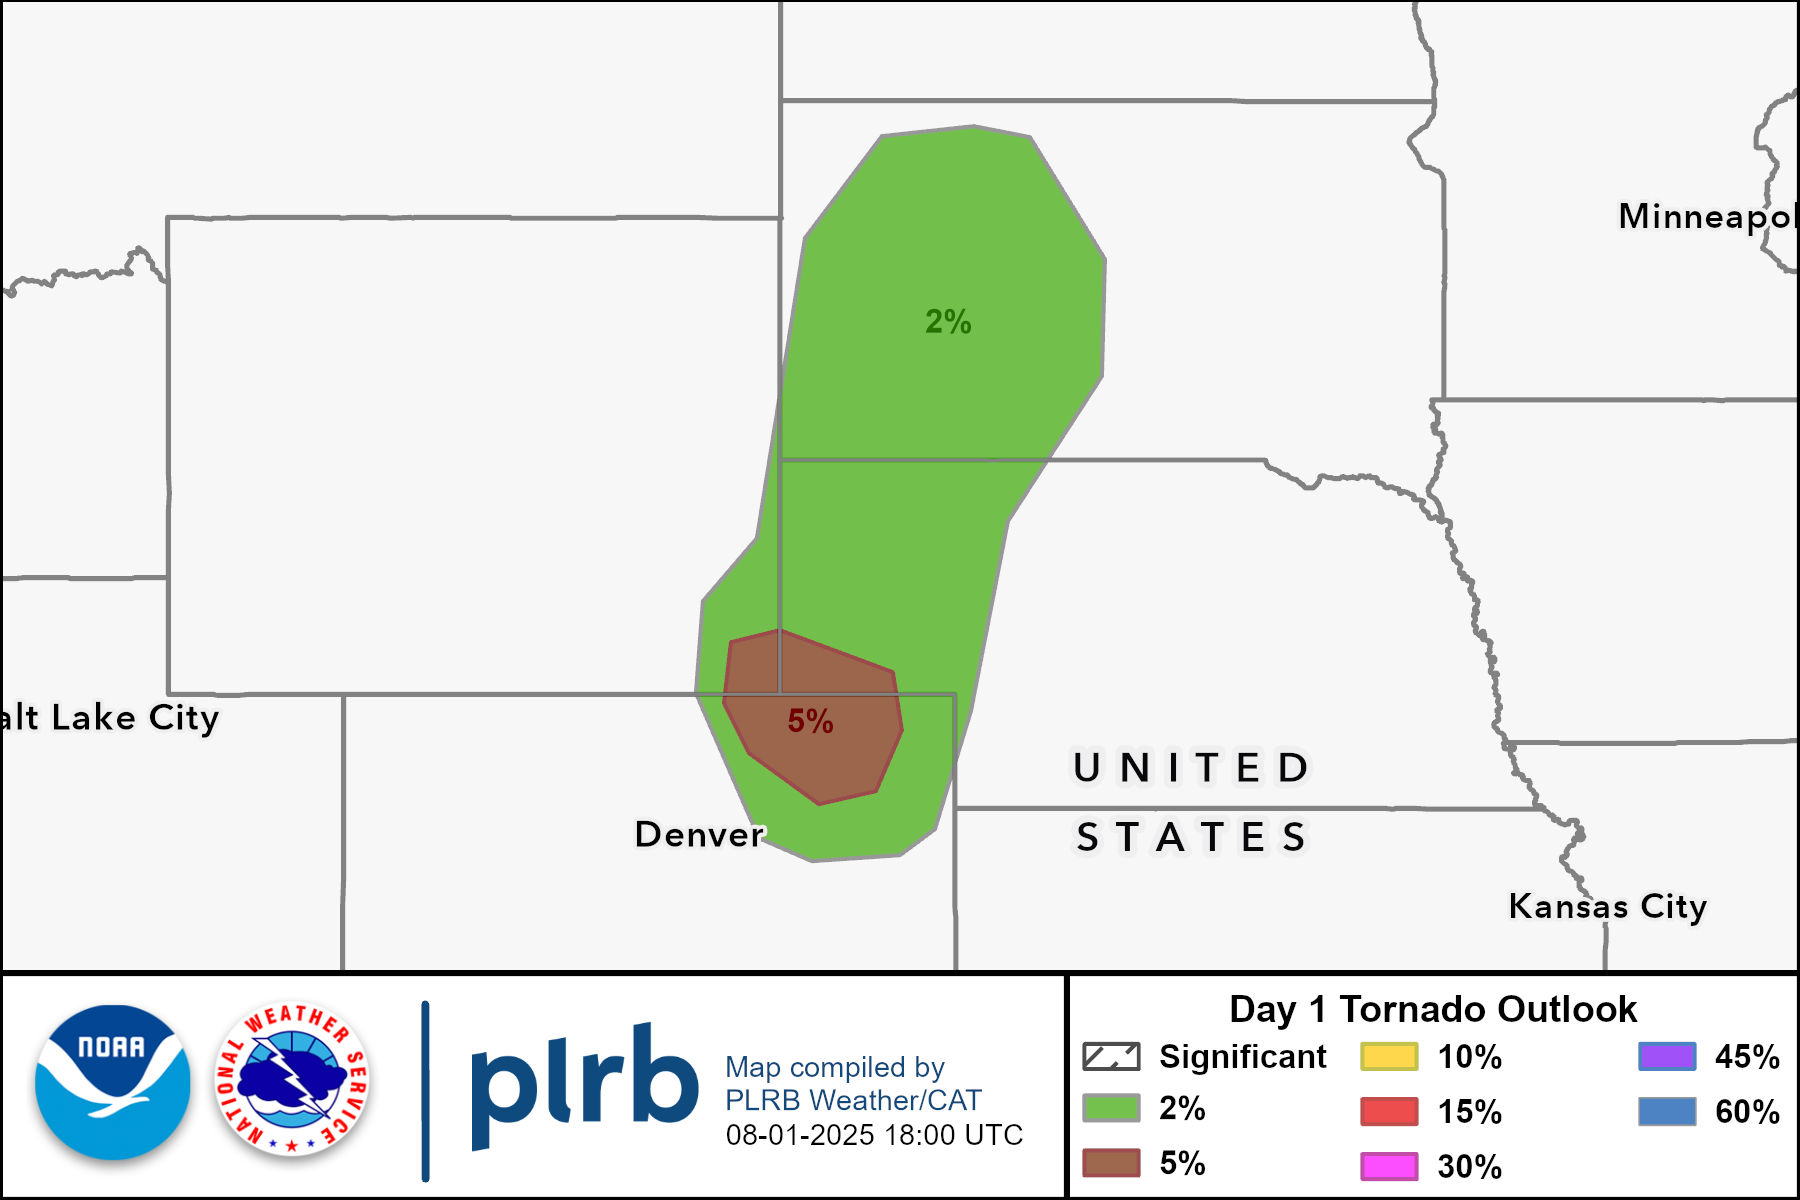 Minneapol
2%
5%
alt Lake City
Denver
UNITED
STATES
Kansas City
NOAA
NATIONAL WEATHER SERVICE
plrb
Map compiled by
PLRB Weather/CAT
08-01-2025 18:00 UTC
Day 1 Tornado Outlook
Significant
2%
5%
10%
15%
30%
45%
60%